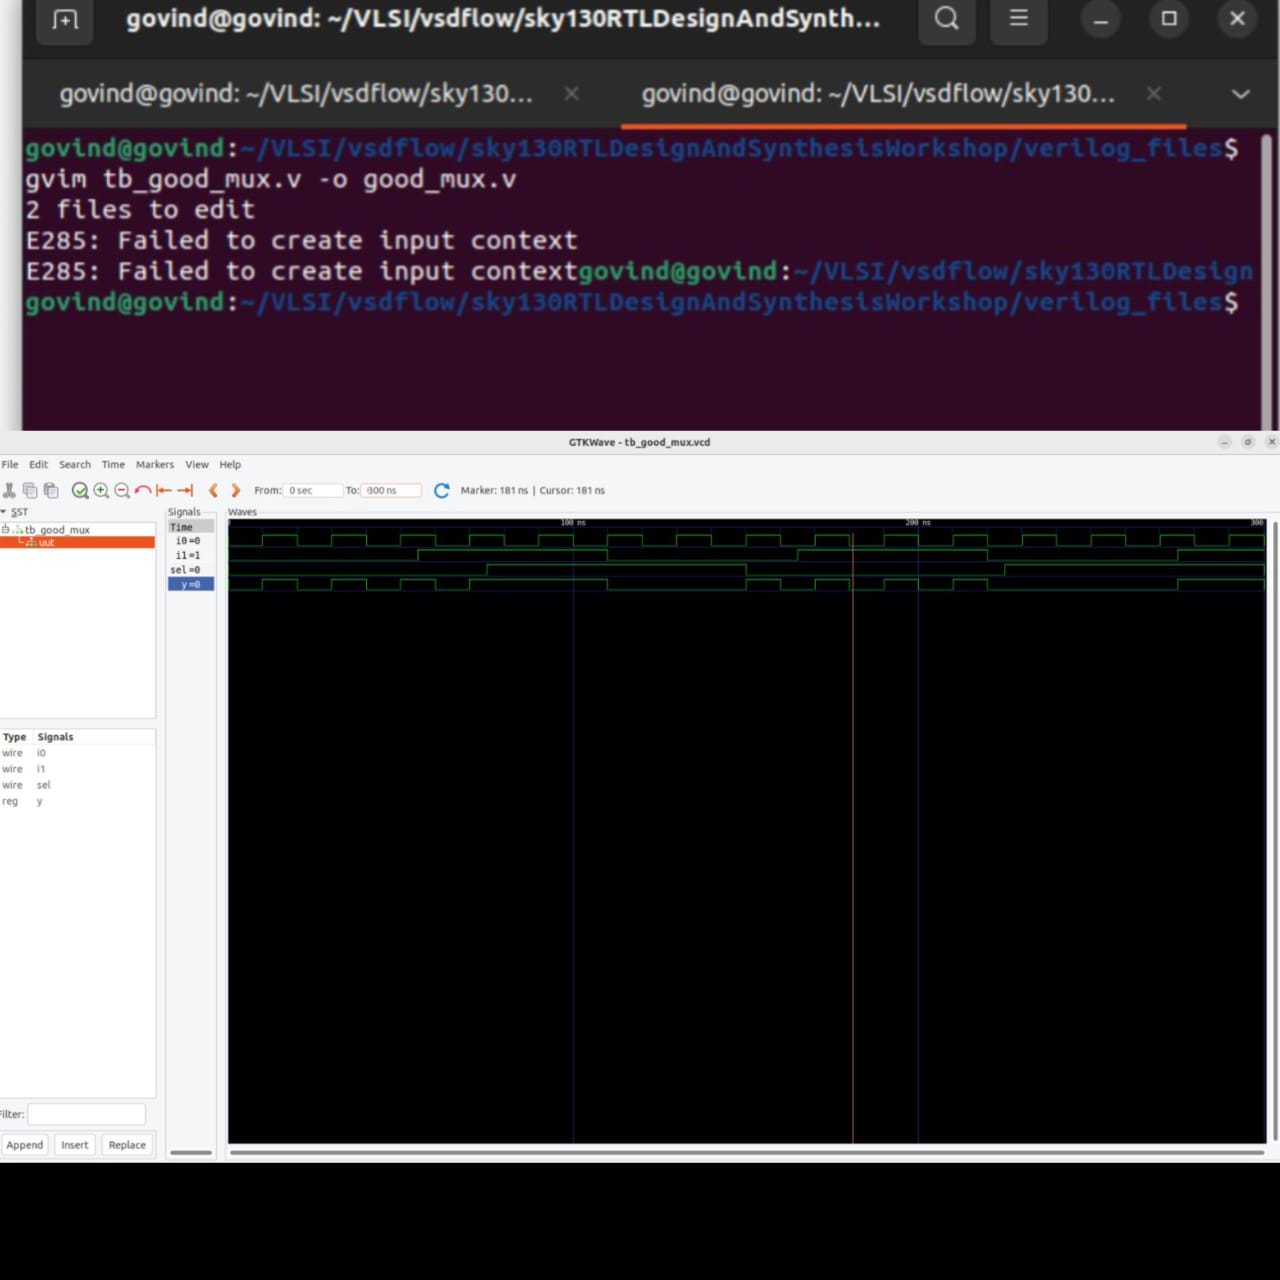 govind@govind: ~/VLSI/vsdflow/sky130RTLDesignAndSynth...
govind@govind: ~/VLSI/vsdflow/sky130...
govind@govind: ~/VLSI/vsdflow/sky130...
govind@govind:~/VLSI/vsdflow/sky130RTLDesignAndSynthesisWorkshop/verilog_files$
gvim tb_good_mux.v -o good_mux.v
2 files to edit
E285: Failed to create input context
E285: Failed to create input contextgovind@govind:~/VLSI/vsdflow/sky130RTLDesign
govind@govind:~/VLSI/vsdflow/sky130RTLDesignAndSynthesisWorkshop/verilog_files$
GTKWave - tb_good_mux.vcd
File Edit Search Time Markers View Help
From: 0 sec To: 300 ns Marker: 181 ns | Cursor: 181 ns
SST
tb_good_mux
uut
Type Signals
wire i0
wire i1
wire sel
reg y
Filter:
Append Insert Replace
Signals
Time
i0=0
i1=1
sel=0
y=0
Waves
100 ns 200 ns 300